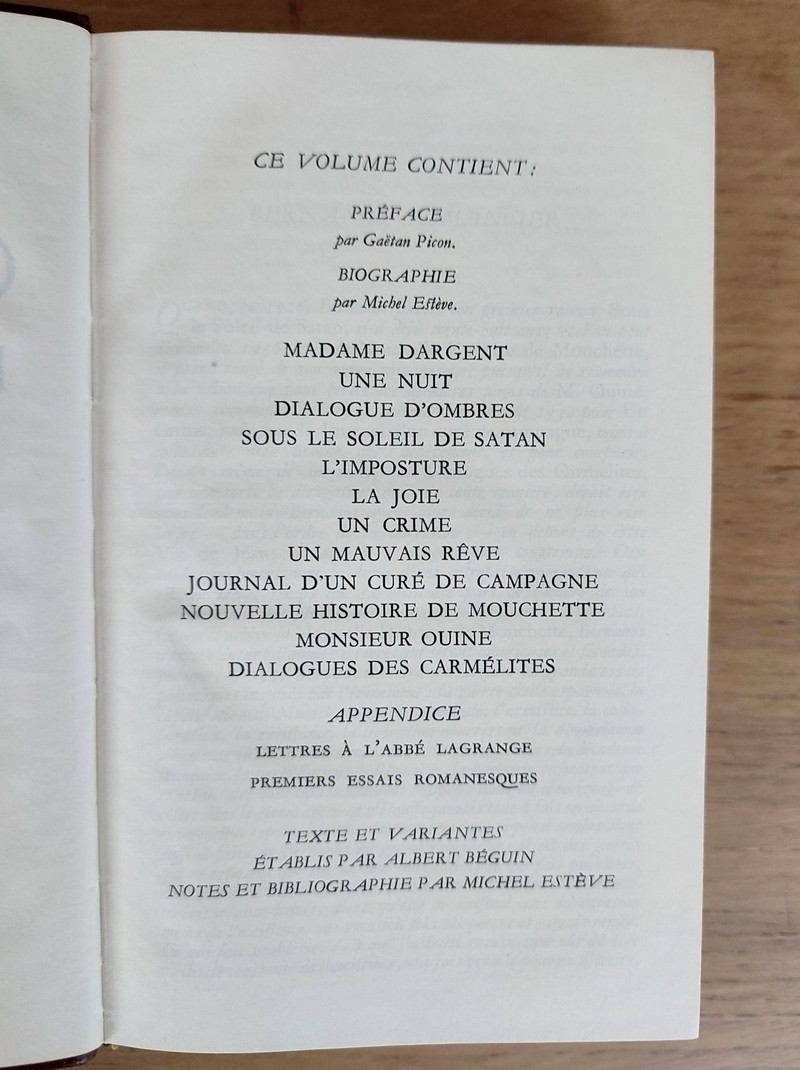 CE VOLUME CONTIENT:
PRÉFACE
par Gaëtan Picon.
BIOGRAPHIE
par Michel Estève.
MADAME DARGENT
UNE NUIT
DIALOGUE D'OMBRES
SOUS LE SOLEIL DE SATAN
L'IMPOSTURE
LA JOIE
UN CRIME
UN MAUVAIS RÊVE
JOURNAL D'UN CURÉ DE CAMPAGNE
NOUVELLE HISTOIRE DE MOUCHETTE
MONSIEUR OUINE
DIALOGUES DES CARMÉLITES
APPENDICE
LETTRES À L'ABBÉ LAGRANGE
PREMIERS ESSAIS ROMANESQUES
TEXTE ET VARIANTES
ÉTABLIS PAR ALBERT BÉGUIN
NOTES ET BIBLIOGRAPHIE PAR MICHEL ESTÈVE